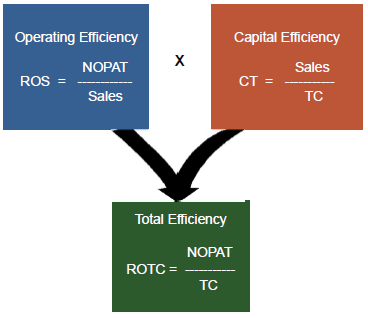 Operating Efficiency
ROS = NOPAT
------------
Sales
X
Capital Efficiency
CT = Sales
-----------
TC
Total Efficiency
ROTC = NOPAT
-----------
TC